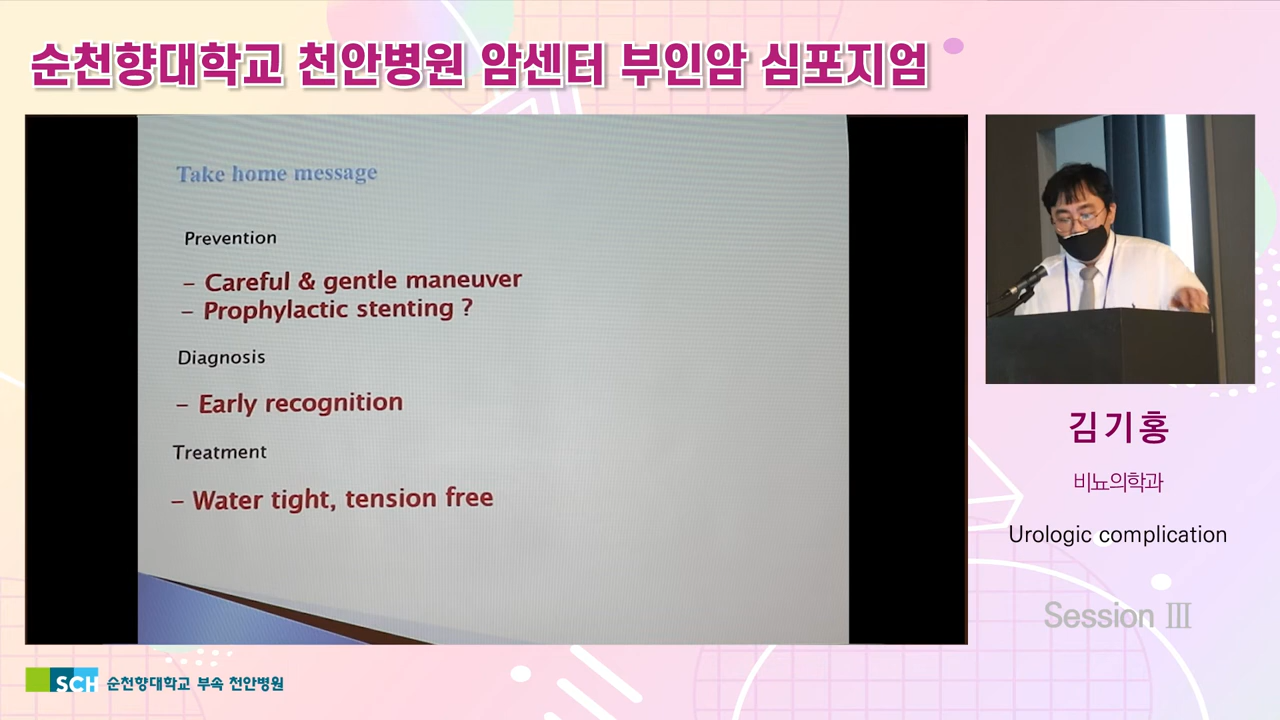 순천향대학교 천안병원 암센터 부인암 심포지엄
Take home message
Prevention
– Careful & gentle maneuver
– Prophylactic stenting ?
Diagnosis
– Early recognition
Treatment
– Water tight, tension free
김기홍
비뇨의학과
Urologic complication
Session Ⅲ
SCH 순천향대학교 부속 천안병원